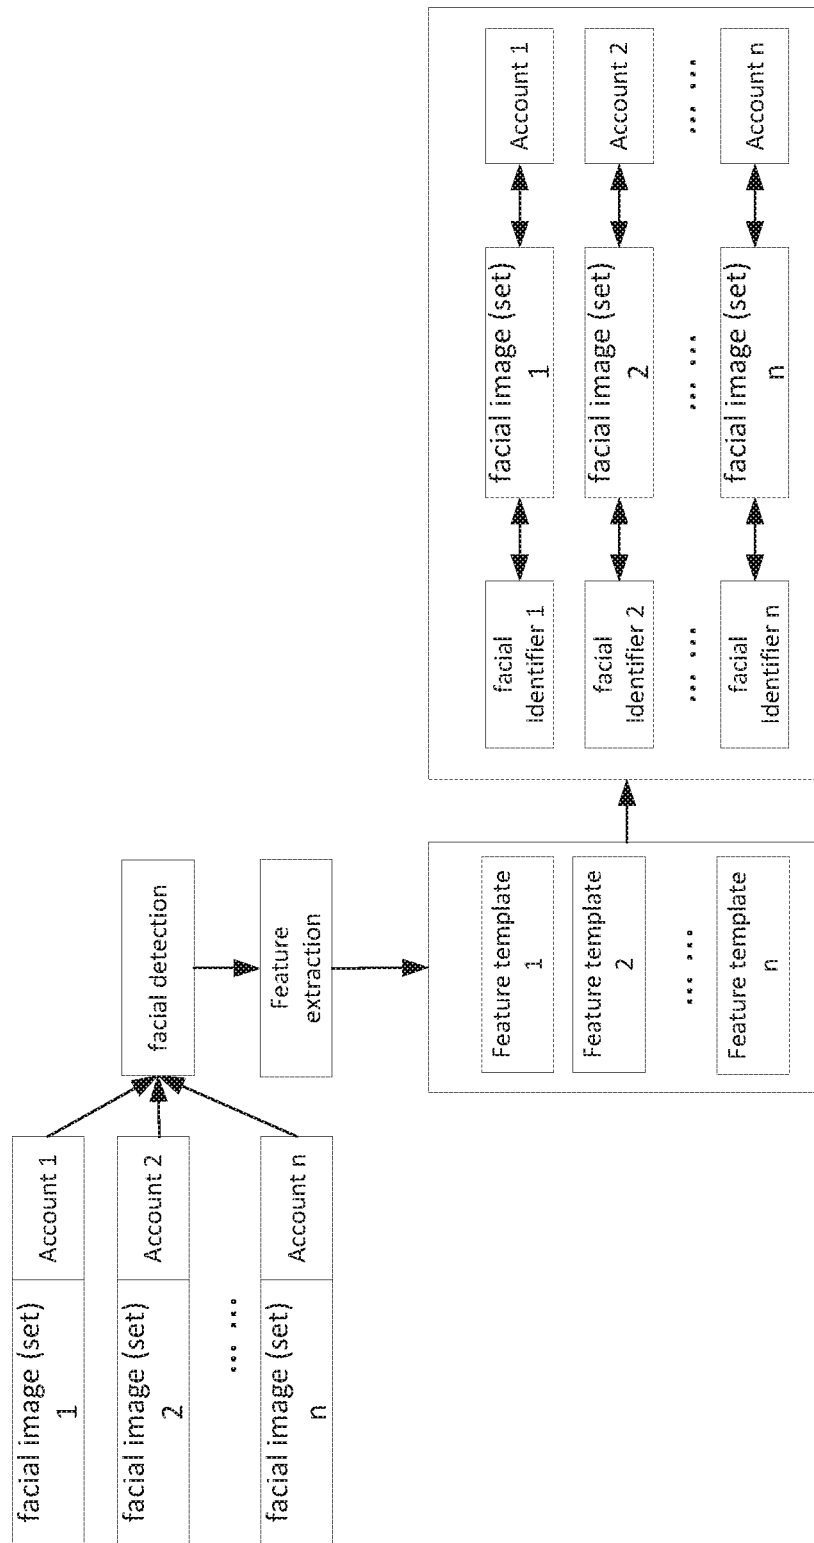 facial image (set)
1
Account 1
facial image (set)
2
Account 2
... ...
facial image (set)
n
Account n
facial detection
Feature
extraction
Feature template
1
Feature template
2
... ...
Feature template
n
facial
Identifier 1
facial image (set)
1
Account 1
facial
Identifier 2
facial image (set)
2
Account 2
... ...
... ...
... ...
facial
Identifier n
facial image (set)
n
Account n